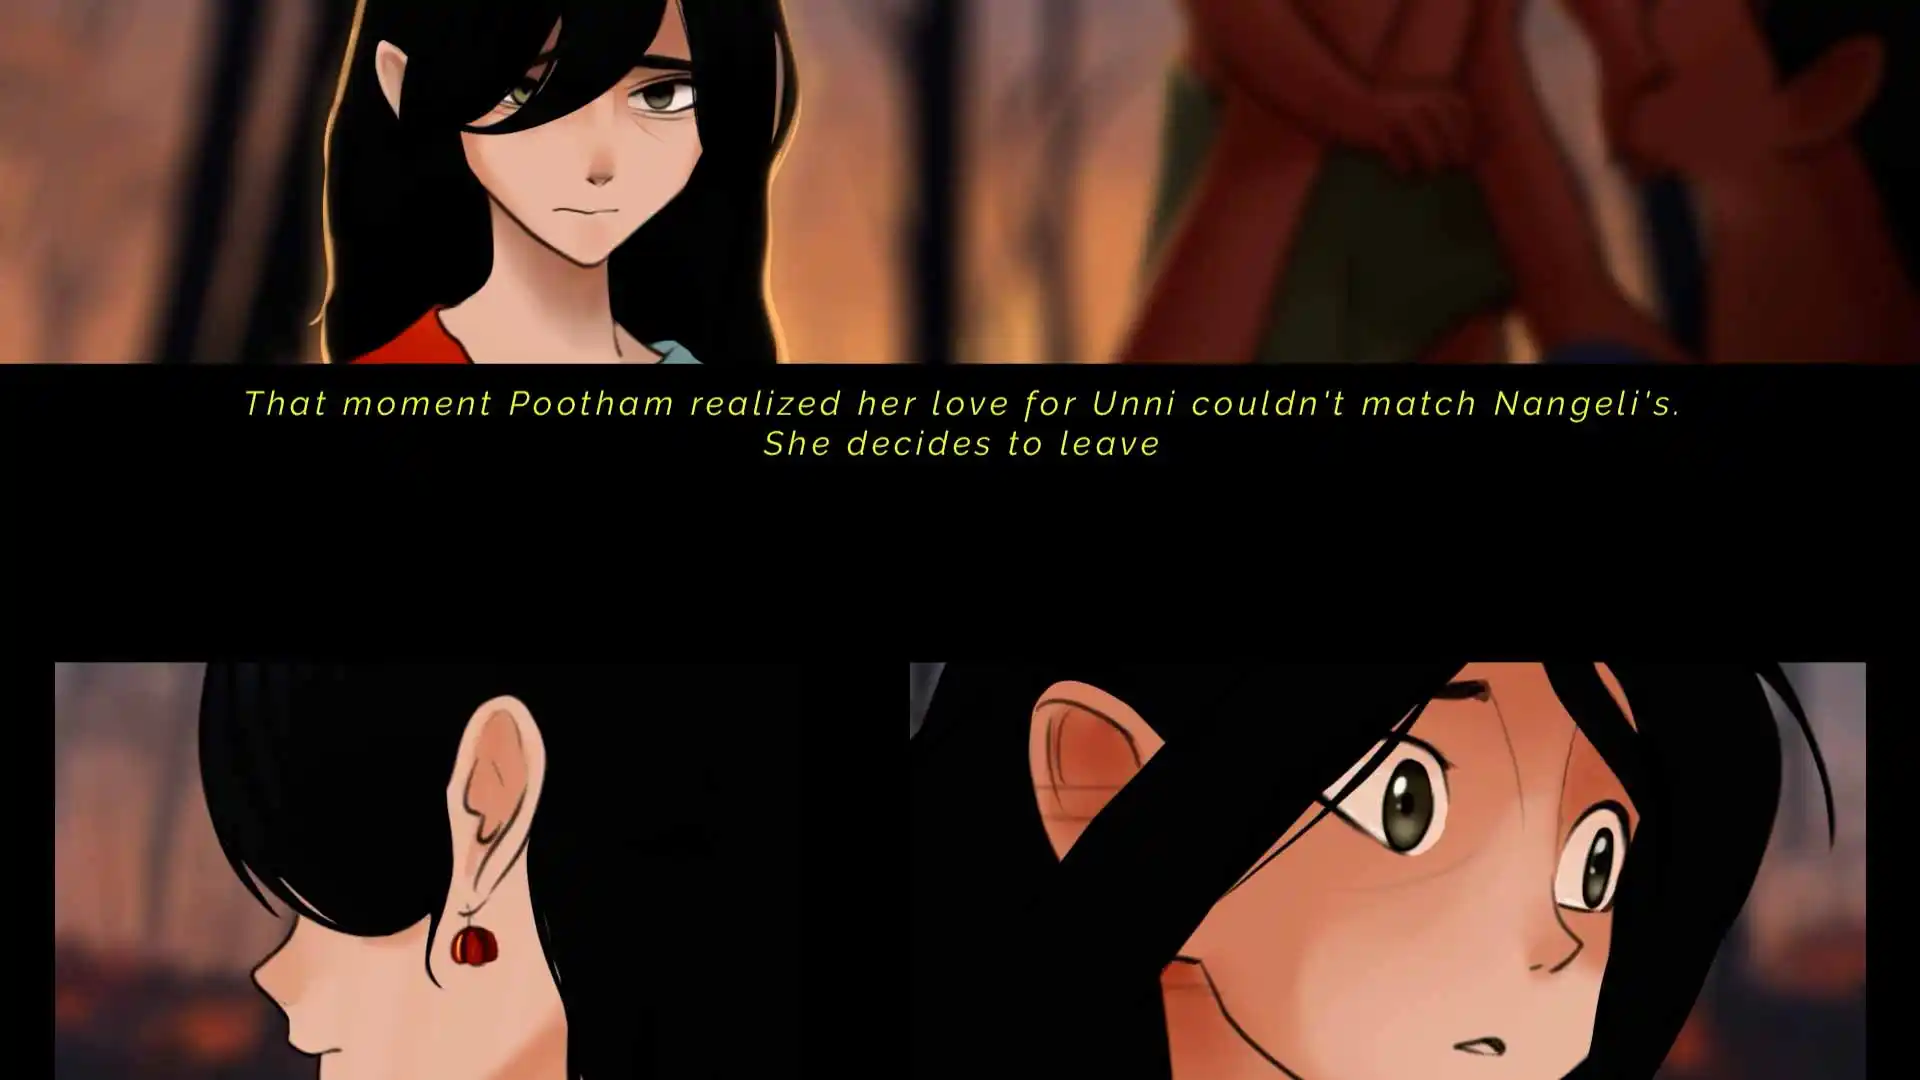 That moment Pootham realized her love for Unni couldn't match Nangeli's.
She decides to leave